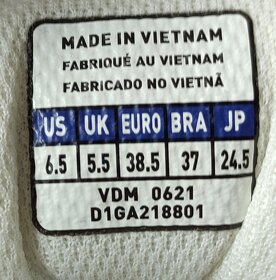 MADE IN VIETNAM
FABRIQUÉ AU VIETNAM
FABRICADO NO VIETNÃ
US UK EURO BRA JP
6.5 5.5 38.5 37 24.5
VDM 0621
D1GA218801